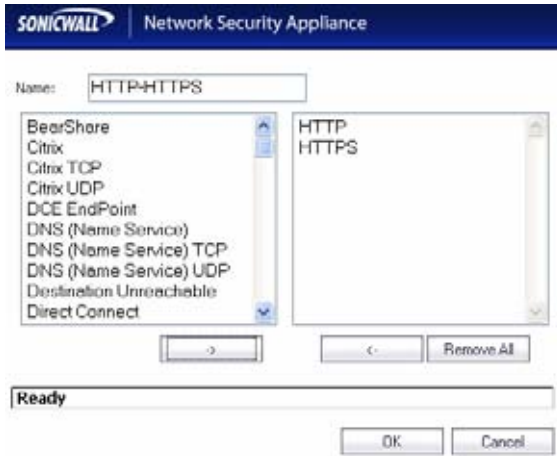 SONICWALL Network Security Appliance
Name: HTTP-HTTPS
BearShare
Citrix
Citrix TCP
Citrix UDP
DCE EndPoint
DNS (Name Service)
DNS (Name Service) TCP
DNS (Name Service) UDP
Destination Unreachable
Direct Connect
HTTP
HTTPS
-> <- Remove All
Ready
OK Cancel